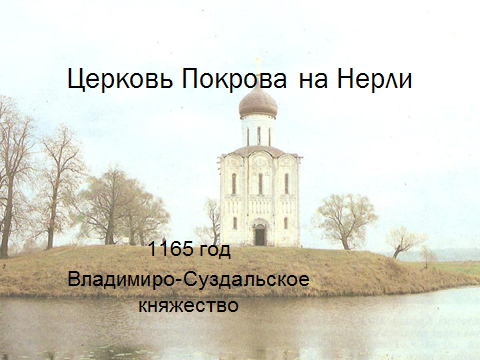 Церковь Покрова на Нерли
1165 год
Владимиро-Суздальское
княжество